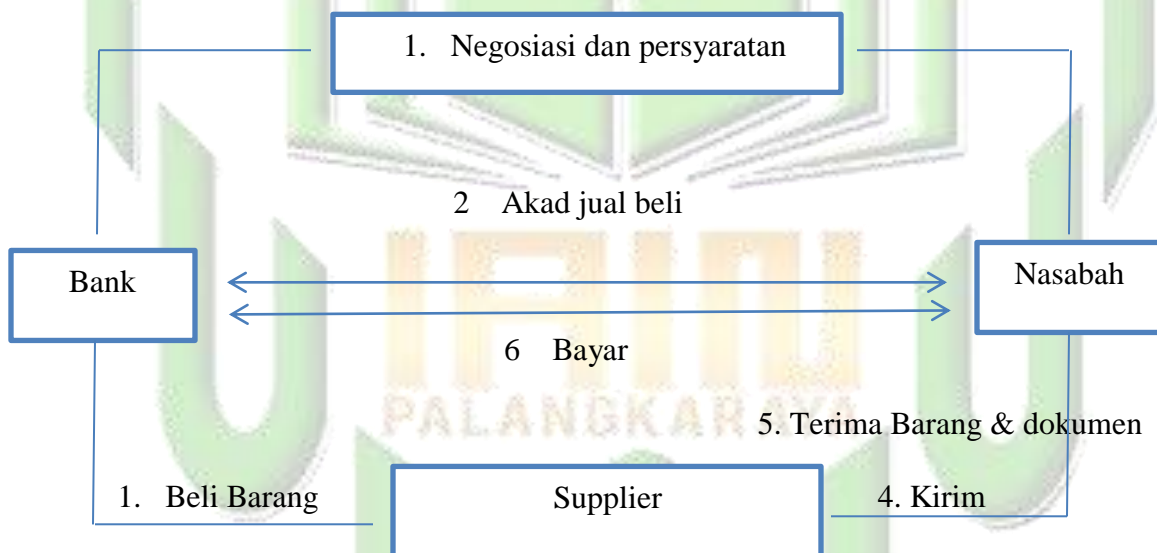 1. Negosiasi dan persyaratan
2 Akad jual beli
Bank
Nasabah
6 Bayar
IAIN
PALANGKARAYA
5. Terima Barang & dokumen
1. Beli Barang
Supplier
4. Kirim